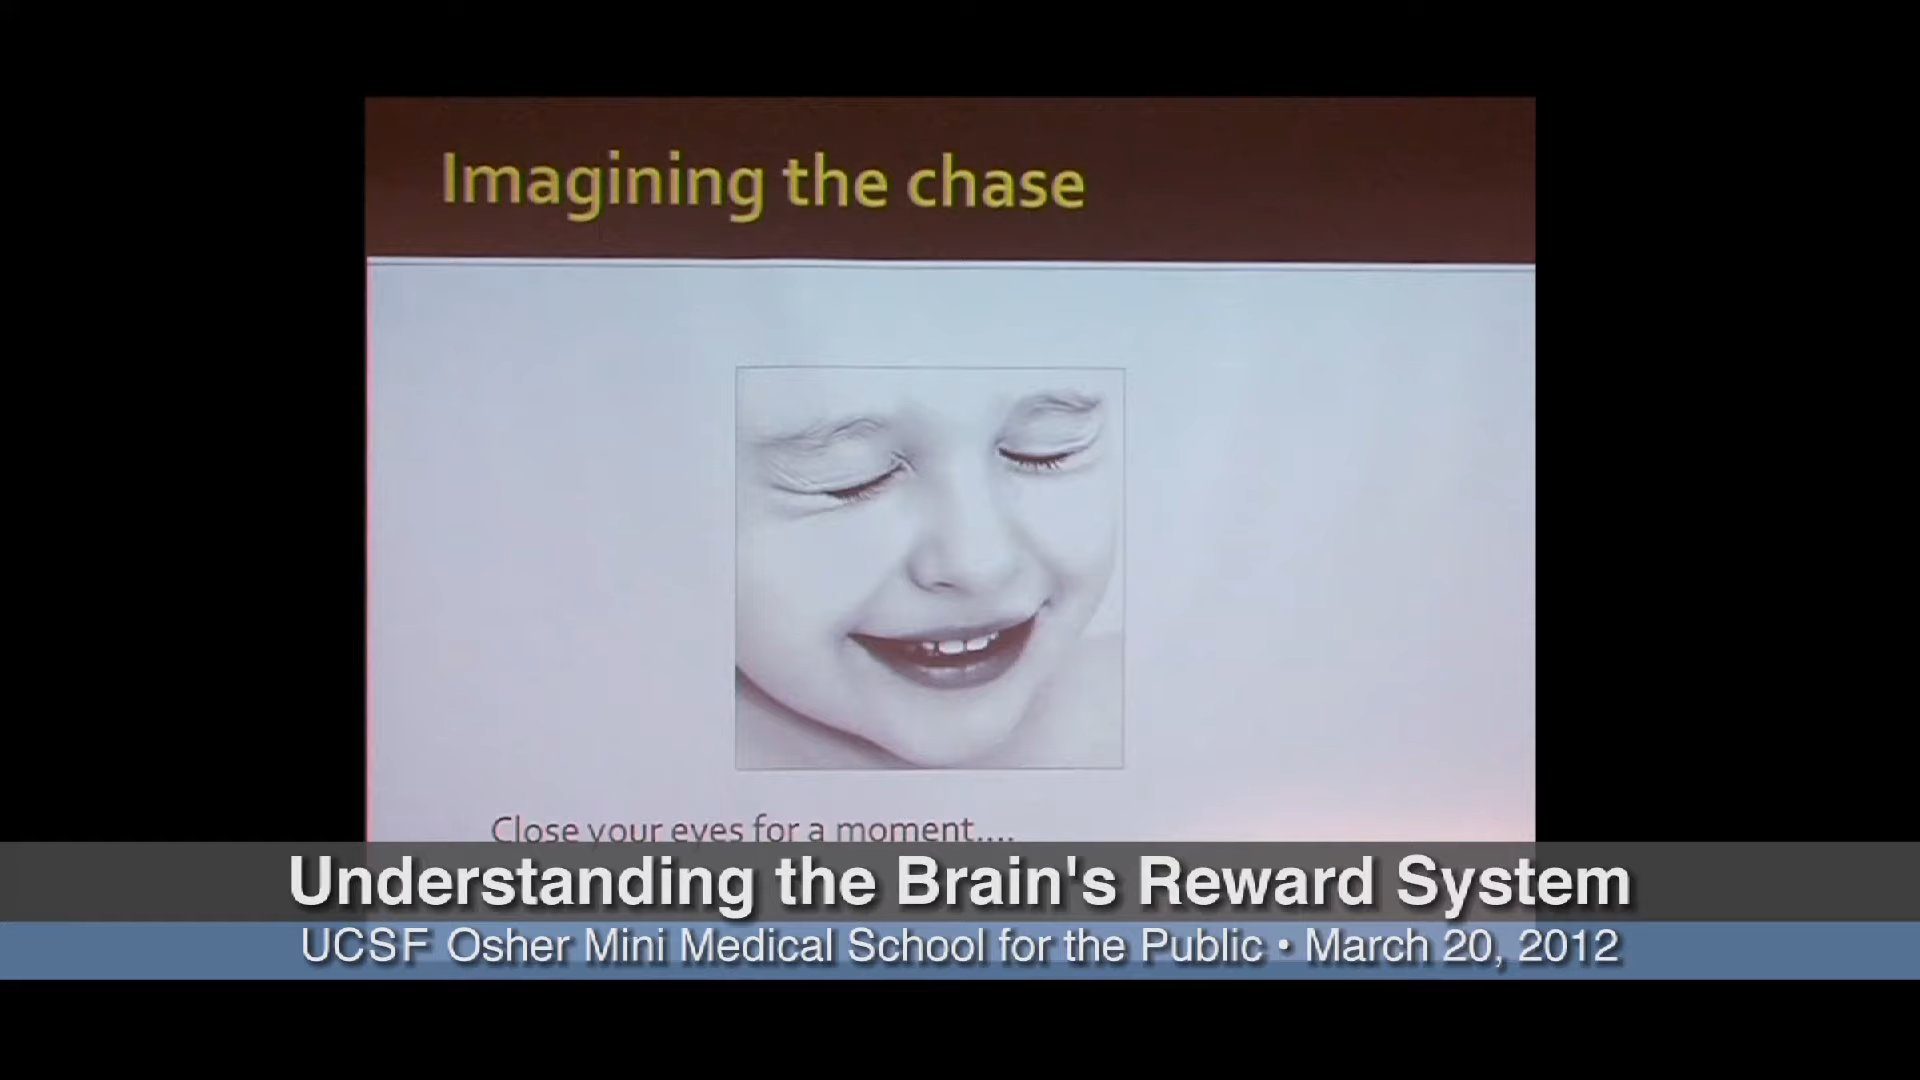 Imagining the chase
Close your eyes for a moment....
Understanding the Brain's Reward System
UCSF Osher Mini Medical School for the Public • March 20, 2012